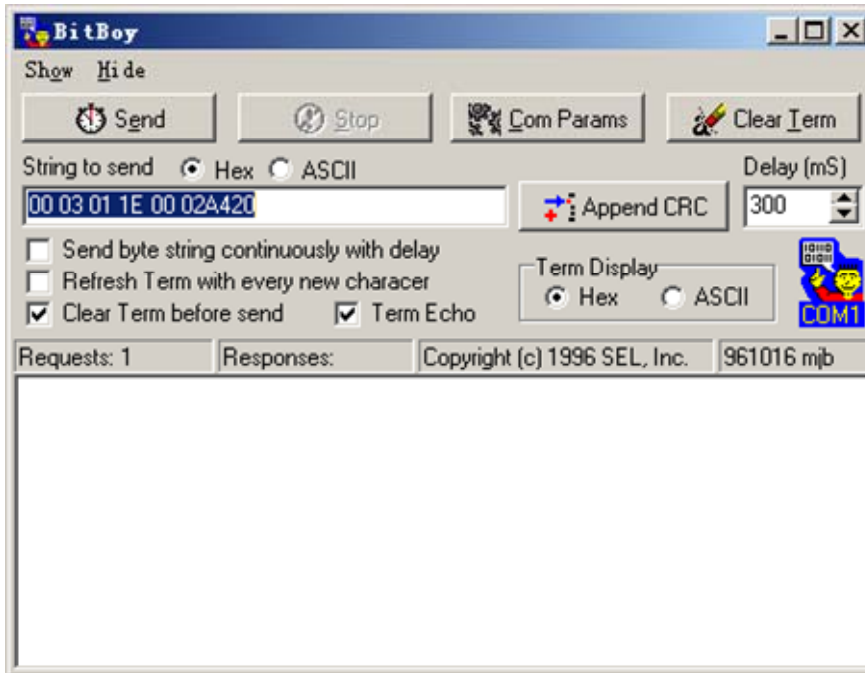 BitBoy
Show Hide
Send Stop Com Params Clear Term
String to send Hex ASCII Delay (mS)
00 03 01 1E 00 02A420 Append CRC 300
Send byte string continuously with delay
Refresh Term with every new characer
Clear Term before send Term Echo
Term Display
Hex ASCII
10110
01011
COM1
Requests: 1 Responses: Copyright (c) 1996 SEL, Inc. 961016 mjb